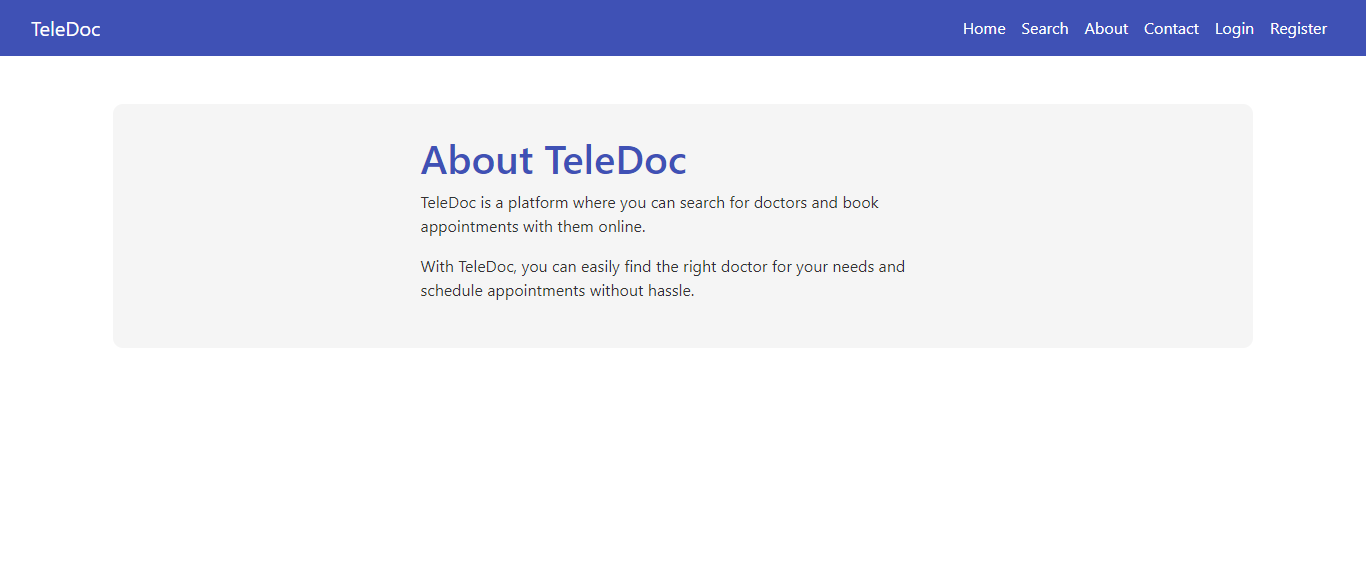 TeleDoc
Home Search About Contact Login Register
About TeleDoc
TeleDoc is a platform where you can search for doctors and book
appointments with them online.
With TeleDoc, you can easily find the right doctor for your needs and
schedule appointments without hassle.